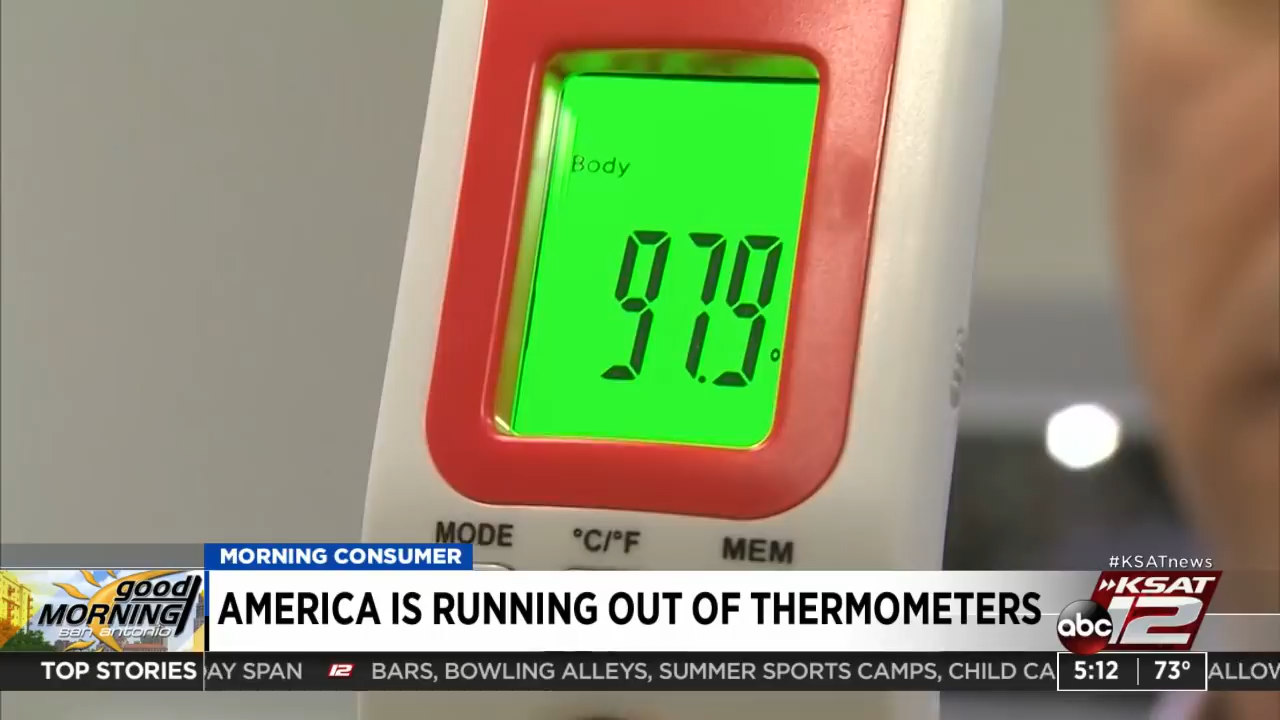 Body
97.9°
MODE °C/°F MEM
MORNING CONSUMER
#KSATnews
good
MORNING
san antonio
AMERICA IS RUNNING OUT OF THERMOMETERS
KSAT
abc 12
TOP STORIES AY SPAN 12 BARS, BOWLING ALLEYS, SUMMER SPORTS CAMPS, CHILD CA 5:12 73° ALLOW